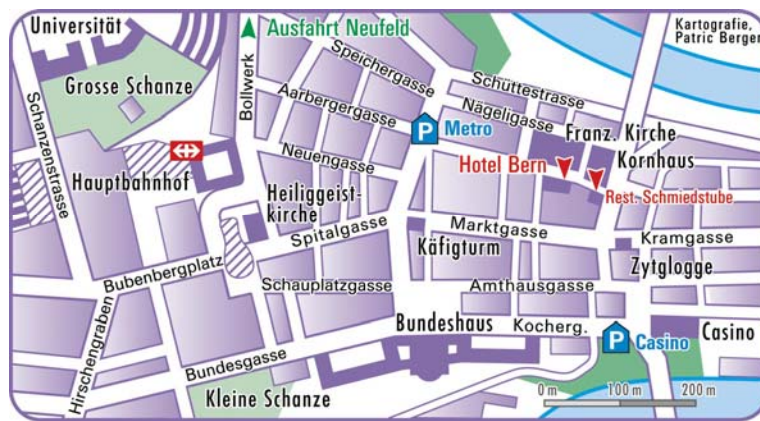 Universität
Ausfahrt Neufeld
Kartografie,
Patric Berger
Speichergasse
Schüttestrasse
Grosse Schanze
Bollwerk
Aarbergergasse
Nägeligasse
Schanzenstrasse
P Metro
Franz. Kirche
Kornhaus
Hotel Bern
Neuengasse
Hauptbahnhof
Heiliggeist-
kirche
Rest. Schmiedstube
Spitalgasse
Marktgasse
Käfigturm
Kramgasse
Zytglogge
Bubenbergplatz
Schauplatzgasse
Amthausgasse
Hirschengraben
Bundeshaus
Kocherg.
P Casino
Casino
Bundesgasse
Kleine Schanze
0 m 100 m 200 m